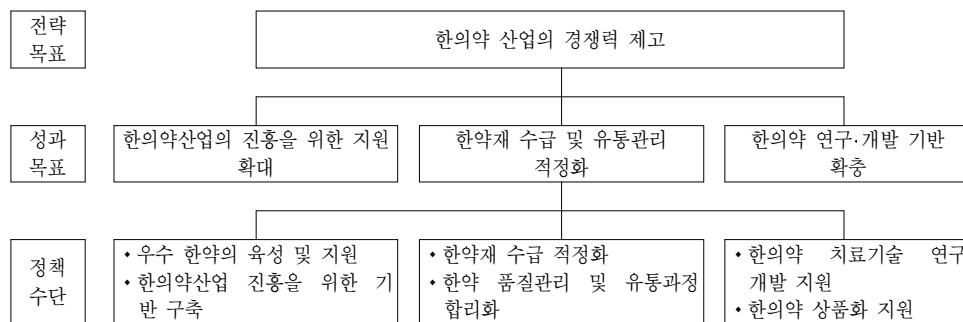 전략
목표
한의약 산업의 경쟁력 제고
성과
목표
한의약산업의 진흥을 위한 지원
확대
한약재 수급 및 유통관리
적정화
한의약 연구·개발 기반
확충
정책
수단
• 우수 한약의 육성 및 지원
• 한의약산업 진흥을 위한 기
반 구축
• 한약재 수급 적정화
• 한약 품질관리 및 유통과정
합리화
• 한의약 치료기술 연구
개발 지원
• 한의약 상품화 지원